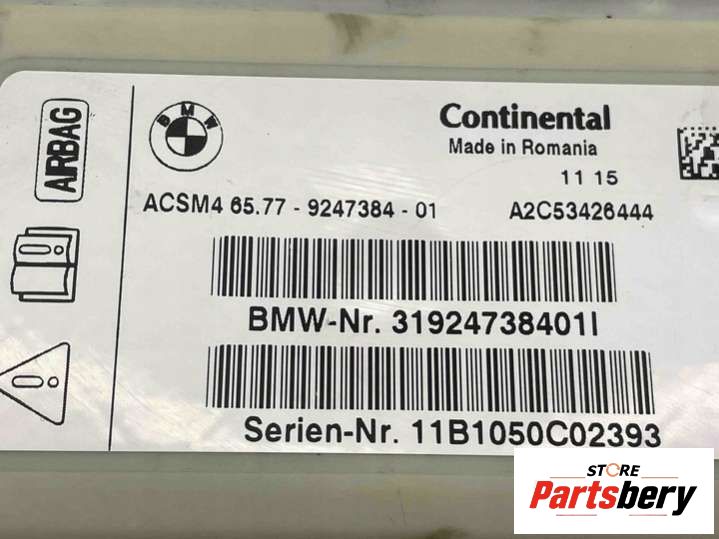 AIRBAG
BMW
Continental
Made in Romania
11 15
ACSM4 65.77 - 9247384 - 01 A2C53426444
BMW-Nr. 31924738401I
Serien-Nr. 11B1050C02393
STORE
Partsbery